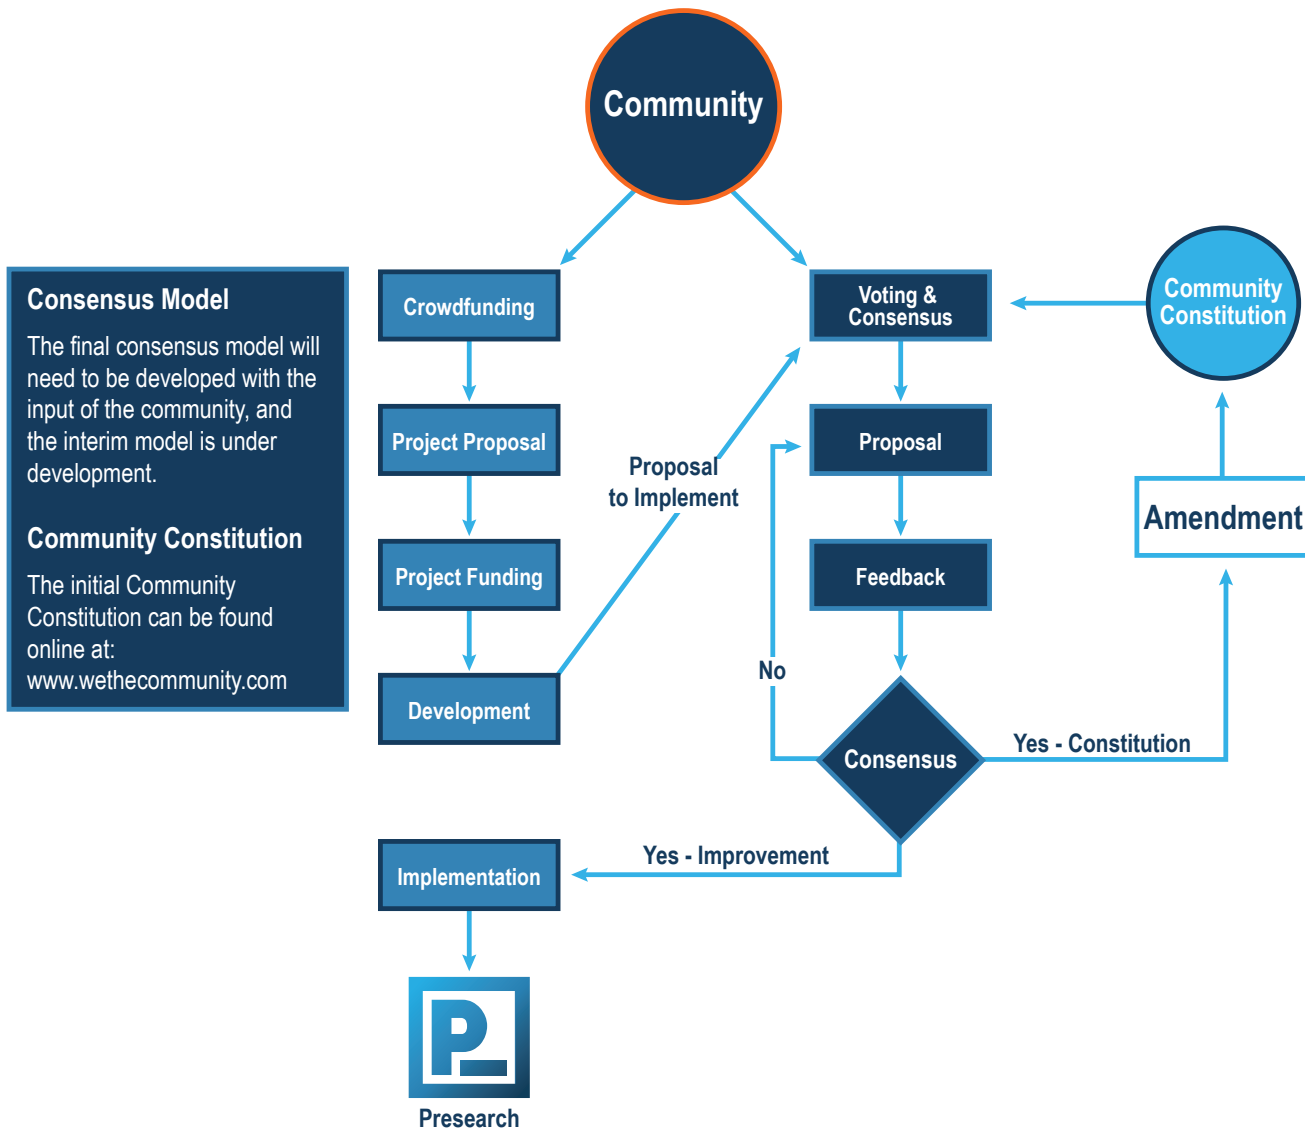 Community
Consensus Model
The final consensus model will
need to be developed with the
input of the community, and
the interim model is under
development.
Community Constitution
The initial Community
Constitution can be found
online at:
www.wethecommunity.com
Crowdfunding
Project Proposal
Project Funding
Development
Proposal
to Implement
Voting &
Consensus
Proposal
Feedback
No
Consensus
Yes - Constitution
Amendment
Community
Constitution
Yes - Improvement
Implementation
P
Presearch